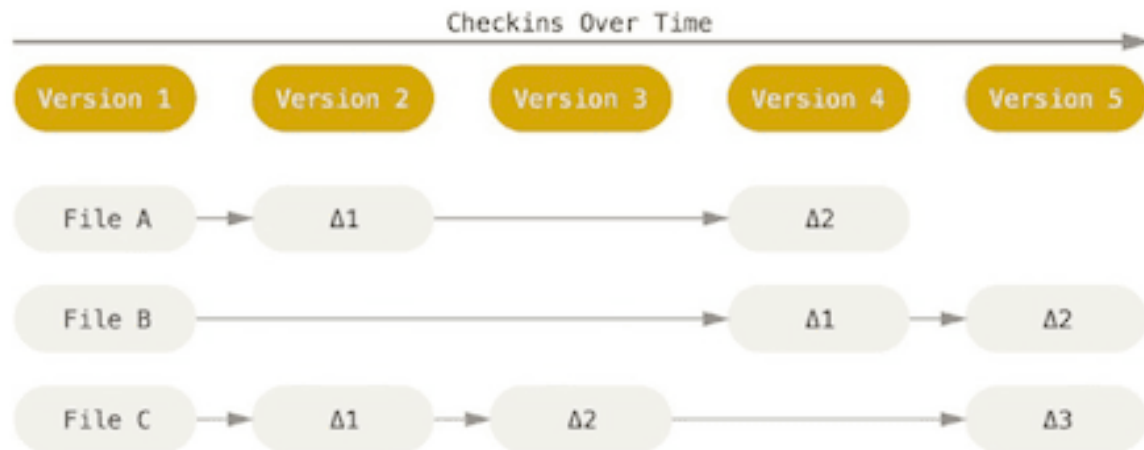 Checkins Over Time
Version 1 Version 2 Version 3 Version 4 Version 5
File A Δ1 Δ2
File B Δ1 Δ2
File C Δ1 Δ2 Δ3